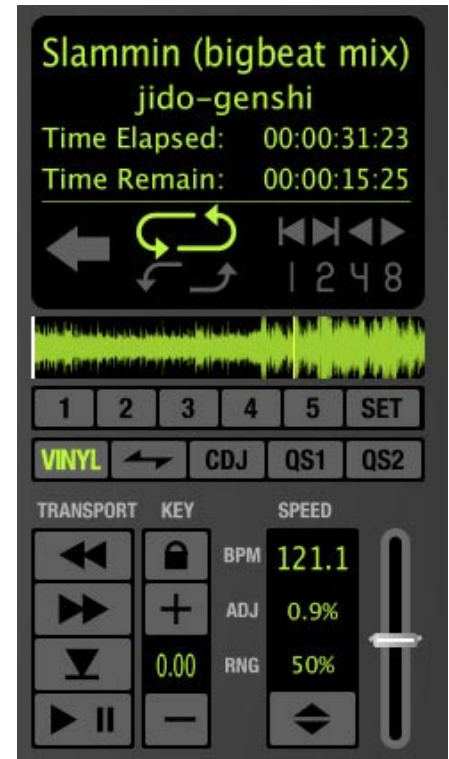 Slammin (bigbeat mix)
jido-genshi
Time Elapsed: 00:00:31:23
Time Remain: 00:00:15:25
1 2 4 8
1 2 3 4 5 SET
VINYL CDJ QS1 QS2
TRANSPORT KEY SPEED
BPM 121.1
ADJ 0.9%
0.00 RNG 50%